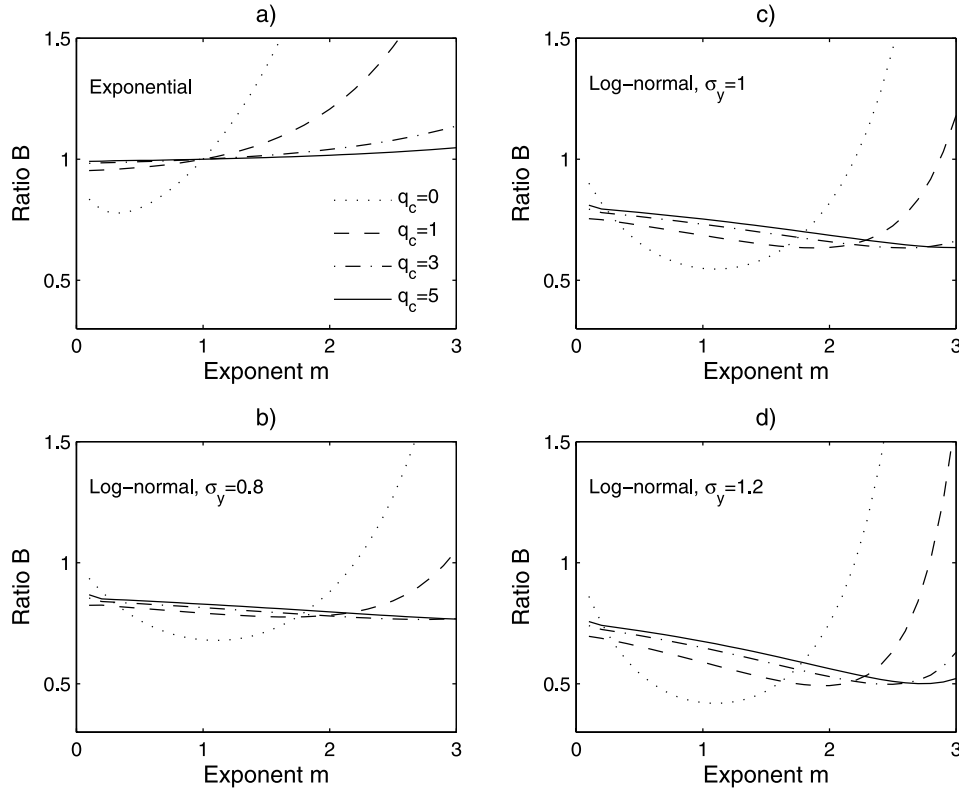 a)
1.5
1
0.5
0
1
2
3
Ratio B
Exponent m
Exponential
q_c=0
q_c=1
q_c=3
q_c=5
c)
1.5
1
0.5
0
1
2
3
Ratio B
Exponent m
Log−normal, σ_y=1
b)
1.5
1
0.5
0
1
2
3
Ratio B
Exponent m
Log−normal, σ_y=0.8
d)
1.5
1
0.5
0
1
2
3
Ratio B
Exponent m
Log−normal, σ_y=1.2